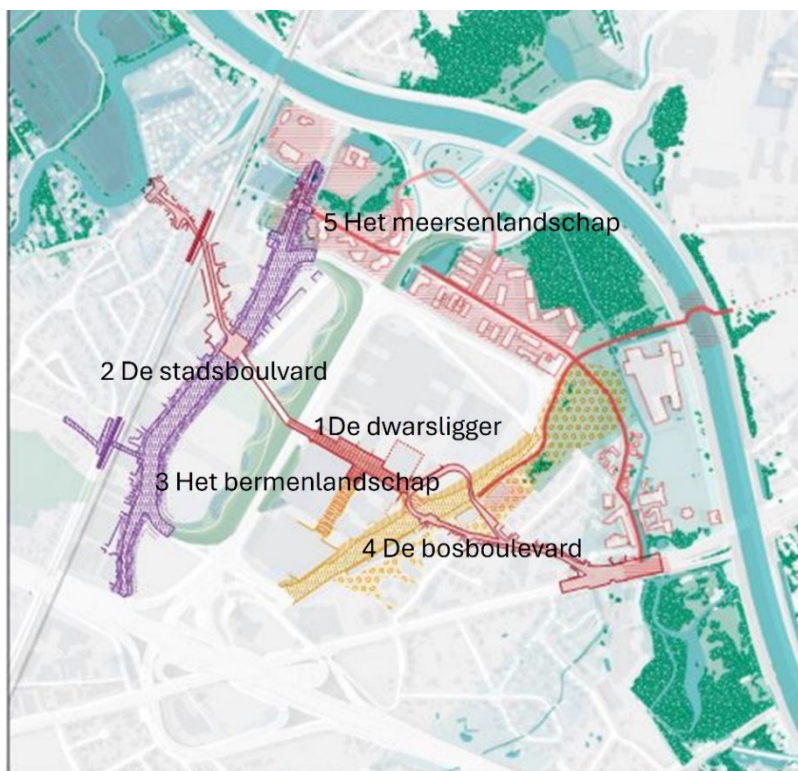 5 Het meersenlandschap
2 De stadsboulvard
1De dwarsligger
3 Het bermenlandschap
4 De bosboulevard